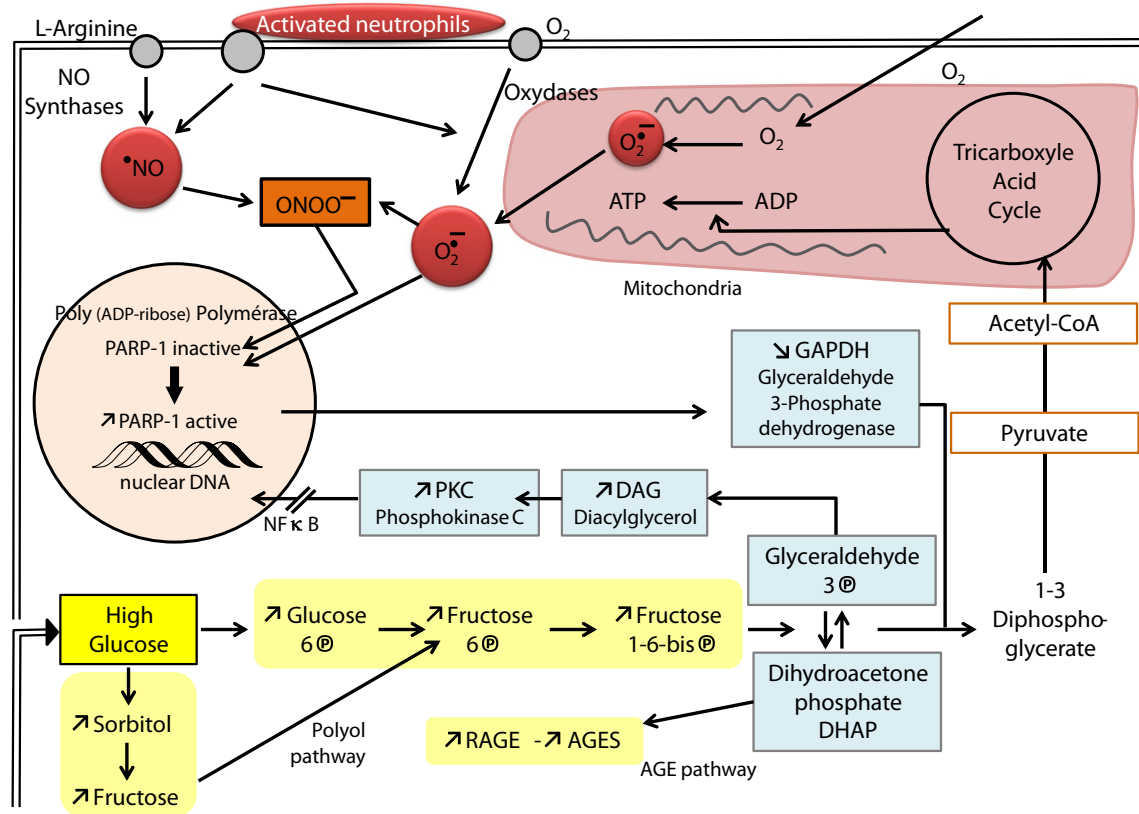 Activated neutrophils
L-Arginine
O2
NO
Synthases
Oxydases
O2
•NO
ONOO−
O2•−
O2•−
O2
ATP
ADP
Tricarboxyle
Acid
Cycle
Mitochondria
Poly (ADP-ribose) Polymérase
PARP-1 inactive
↗PARP-1 active
nuclear DNA
↘ GAPDH
Glyceraldehyde
3-Phosphate
dehydrogenase
Acetyl-CoA
Pyruvate
NFκB
↗ PKC
Phosphokinase C
↗ DAG
Diacylglycerol
Glyceraldehyde
3 Ⓟ
1-3
Diphospho-
glycerate
High
Glucose
↗ Glucose
6 Ⓟ
↗ Fructose
6 Ⓟ
↗ Fructose
1-6-bis Ⓟ
Dihydroacetone
phosphate
DHAP
↗ Sorbitol
↗ Fructose
Polyol
pathway
↗ RAGE - ↗ AGES
AGE pathway